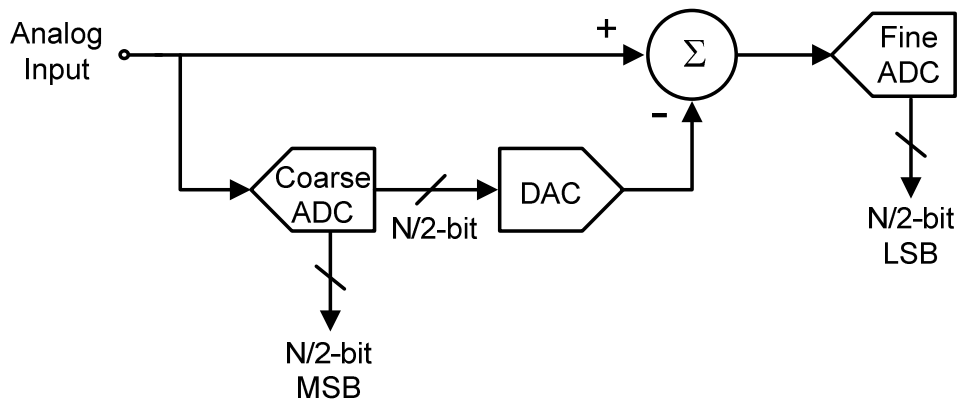 Analog
Input
+
Σ
-
Fine
ADC
Coarse
ADC
N/2-bit
DAC
N/2-bit
LSB
N/2-bit
MSB